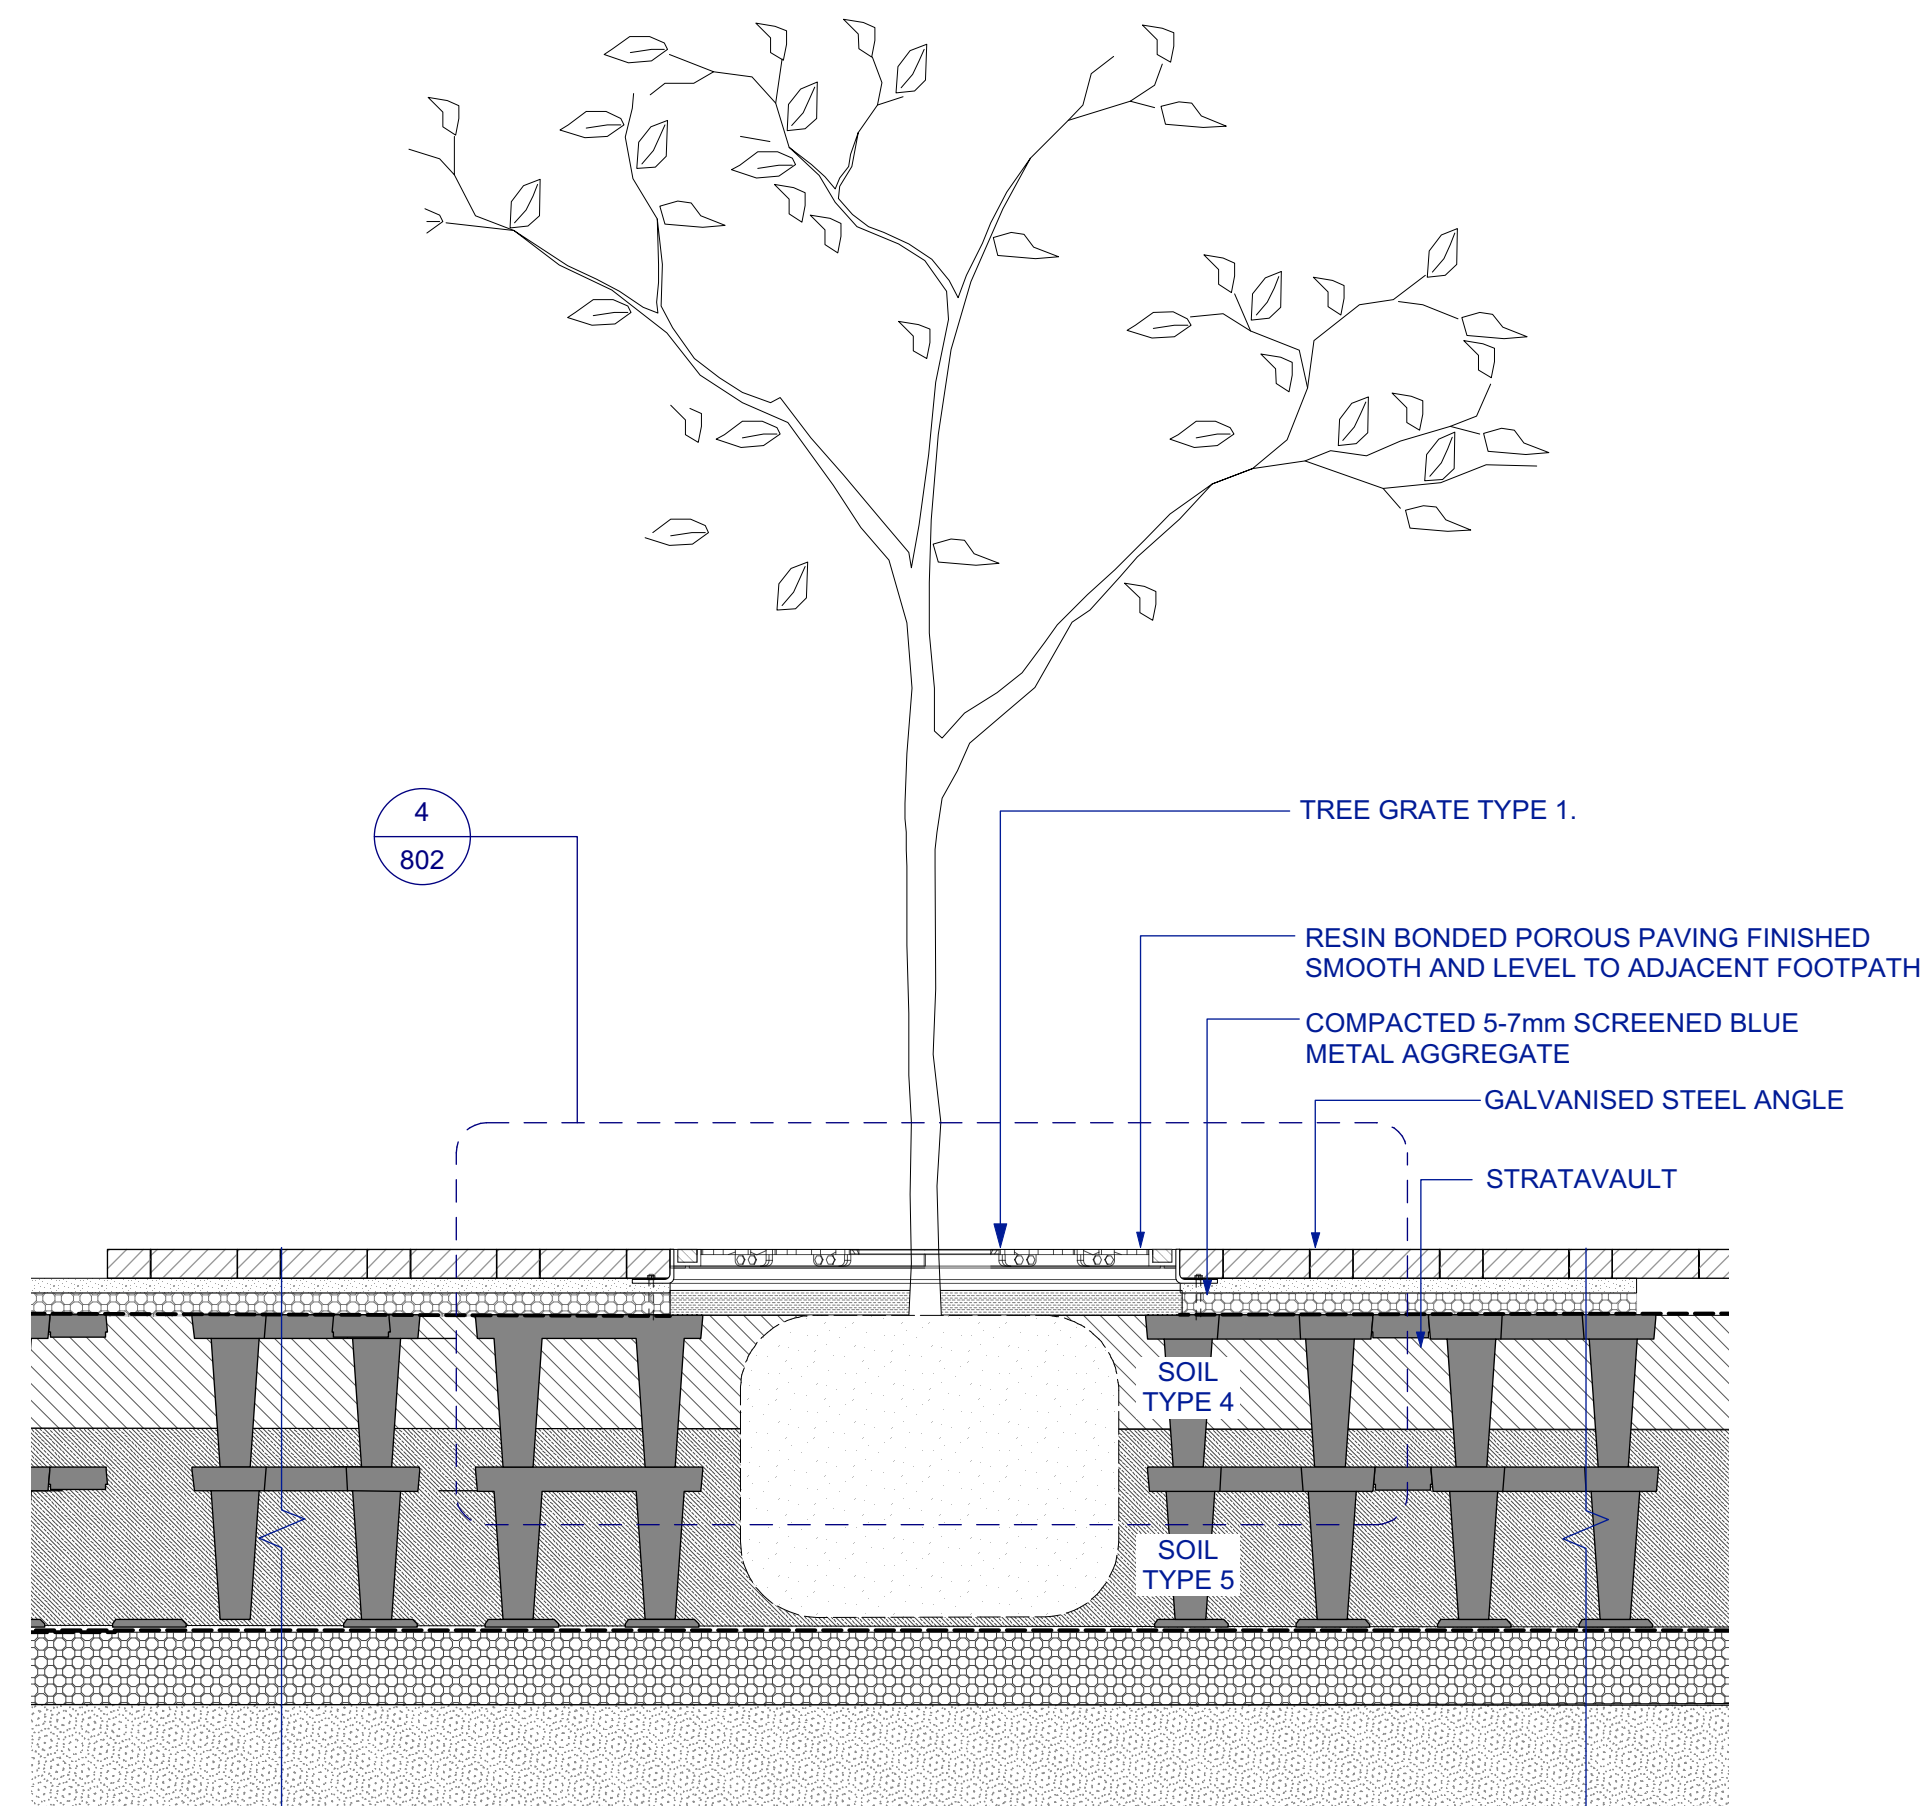 4
802
TREE GRATE TYPE 1.
RESIN BONDED POROUS PAVING FINISHED
SMOOTH AND LEVEL TO ADJACENT FOOTPATH
COMPACTED 5-7mm SCREENED BLUE
METAL AGGREGATE
GALVANISED STEEL ANGLE
STRATAVAULT
SOIL
TYPE 4
SOIL
TYPE 5